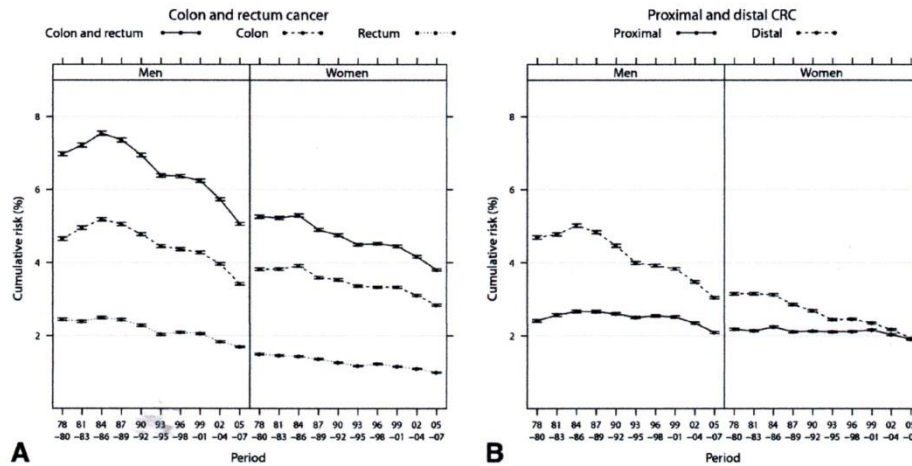 Colon and rectum cancer
Colon and rectum Colon Rectum
Men Women
Cumulative risk (%)
8
6
4
2
78 81 84 87 90 93 96 99 02 05 78 81 84 87 90 93 96 99 02 05
–80 –83 –86 –89 –92 –95 –98 –01 –04 –07 –80 –83 –86 –89 –92 –95 –98 –01 –04 –07
A Period
Proximal and distal CRC
Proximal Distal
Men Women
Cumulative risk (%)
8
6
4
2
78 81 84 87 90 93 96 99 02 05 78 81 84 87 90 93 96 99 02 05
–80 –83 –86 –89 –92 –95 –98 –01 –04 –07 –80 –83 –86 –89 –92 –95 –98 –01 –04 –07
B Period